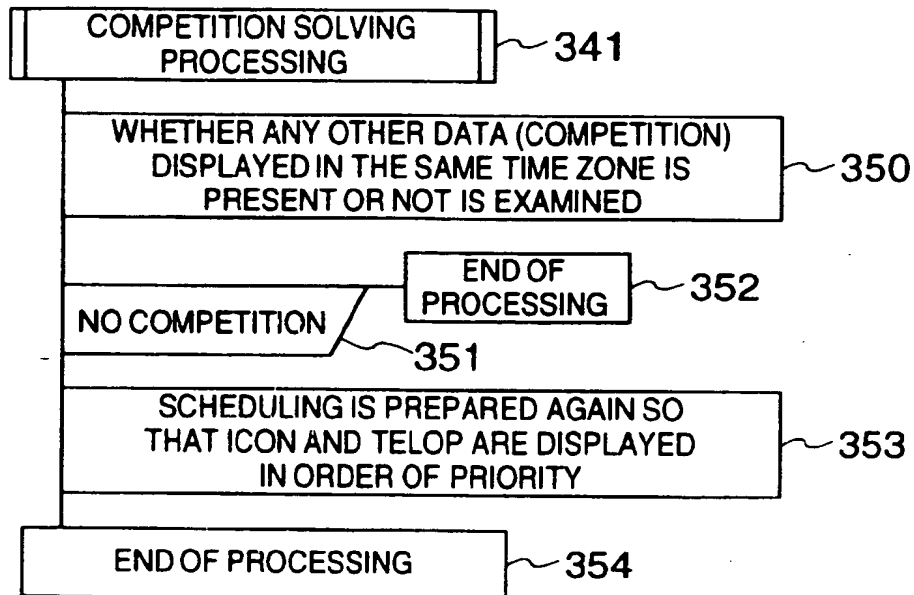 COMPETITION SOLVING
PROCESSING
341
WHETHER ANY OTHER DATA (COMPETITION)
DISPLAYED IN THE SAME TIME ZONE IS
PRESENT OR NOT IS EXAMINED
350
END OF
PROCESSING
352
NO COMPETITION
351
SCHEDULING IS PREPARED AGAIN SO
THAT ICON AND TELOP ARE DISPLAYED
IN ORDER OF PRIORITY
353
END OF PROCESSING
354